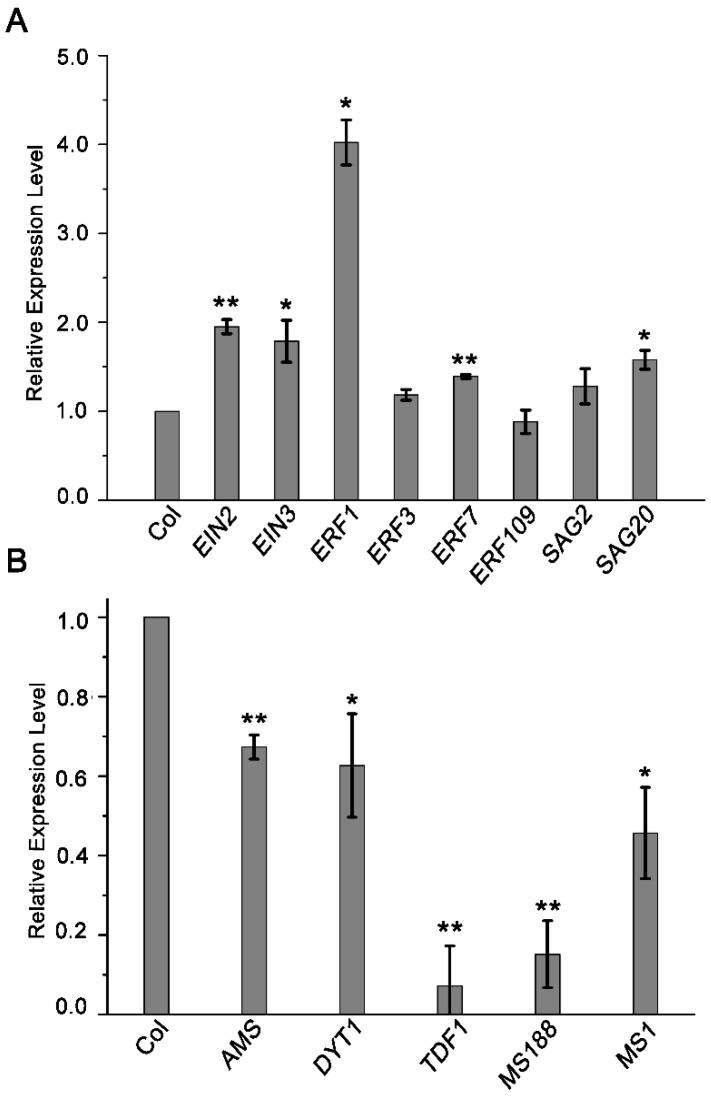 A
5.0
4.0
3.0
2.0
1.0
0.0
Relative Expression Level
** * * ** *
Col EIN2 EIN3 ERF1 ERF3 ERF7 ERF109 SAG2 SAG20
B
1.0
0.8
0.6
0.4
0.2
0.0
Relative Expression Level
** * ** ** *
Col AMS DYT1 TDF1 MS188 MS1